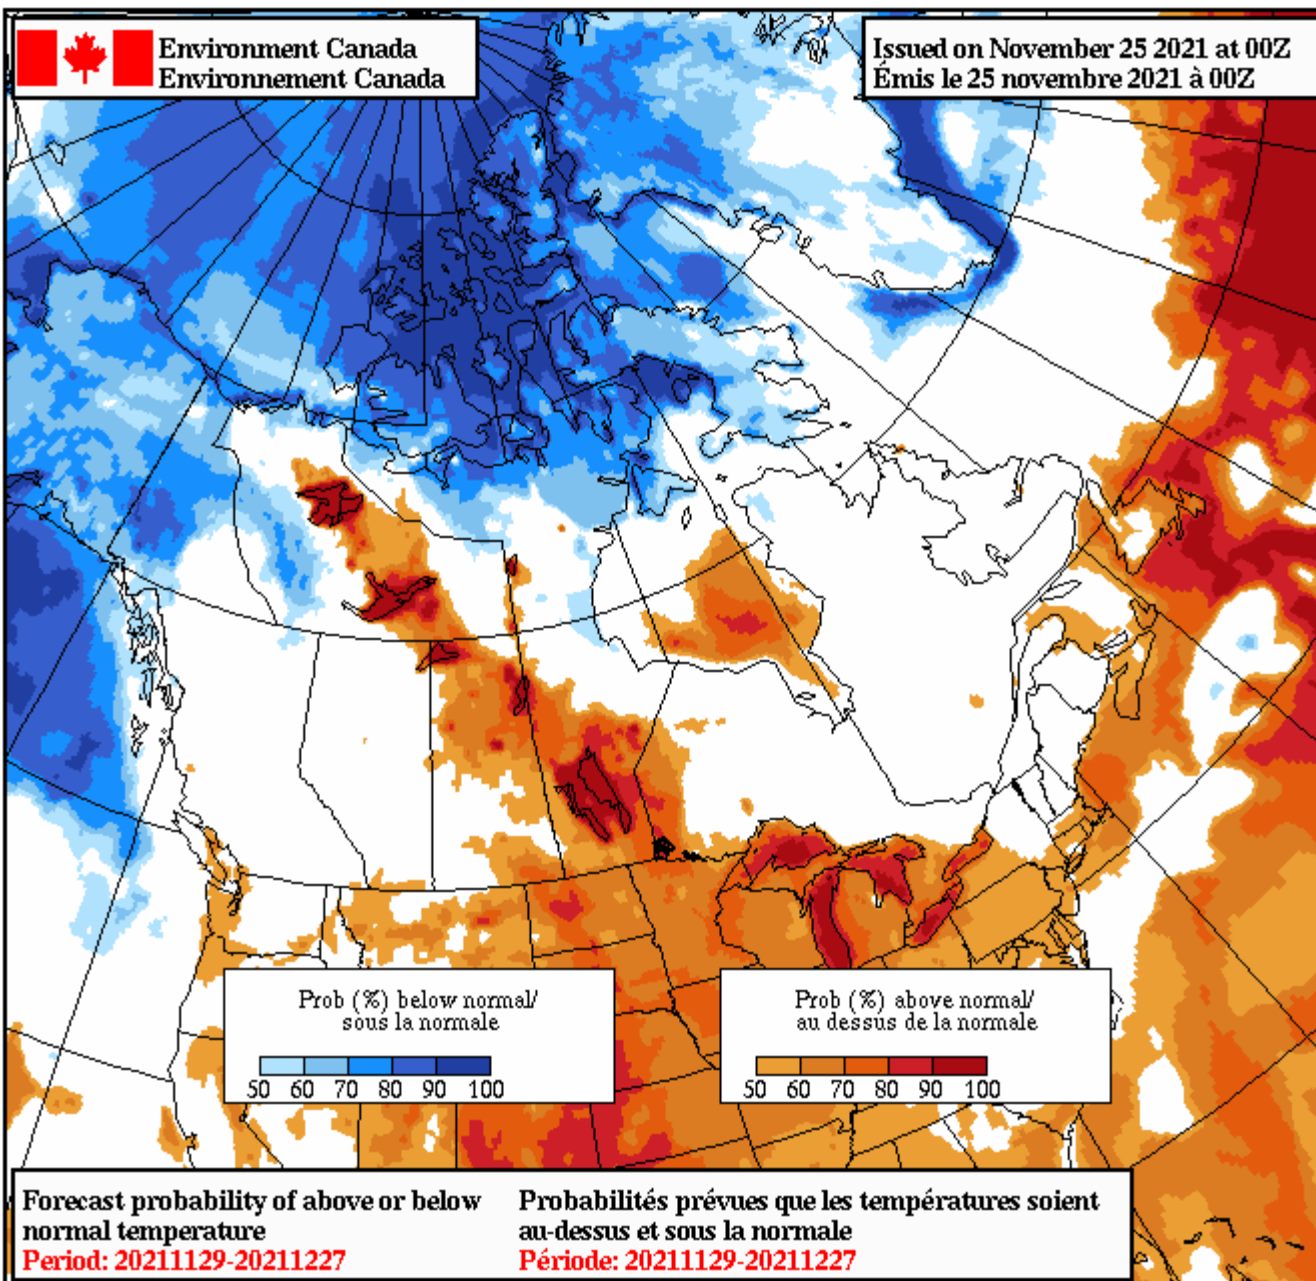 Environment Canada
Environnement Canada
Issued on November 25 2021 at 00Z
Émis le 25 novembre 2021 à 00Z
Prob (%) below normal/
sous la normale
50 60 70 80 90 100
Prob (%) above normal/
au dessus de la normale
50 60 70 80 90 100
Forecast probability of above or below
normal temperature
Period: 20211129-20211227
Probabilités prévues que les températures soient
au-dessus et sous la normale
Période: 20211129-20211227